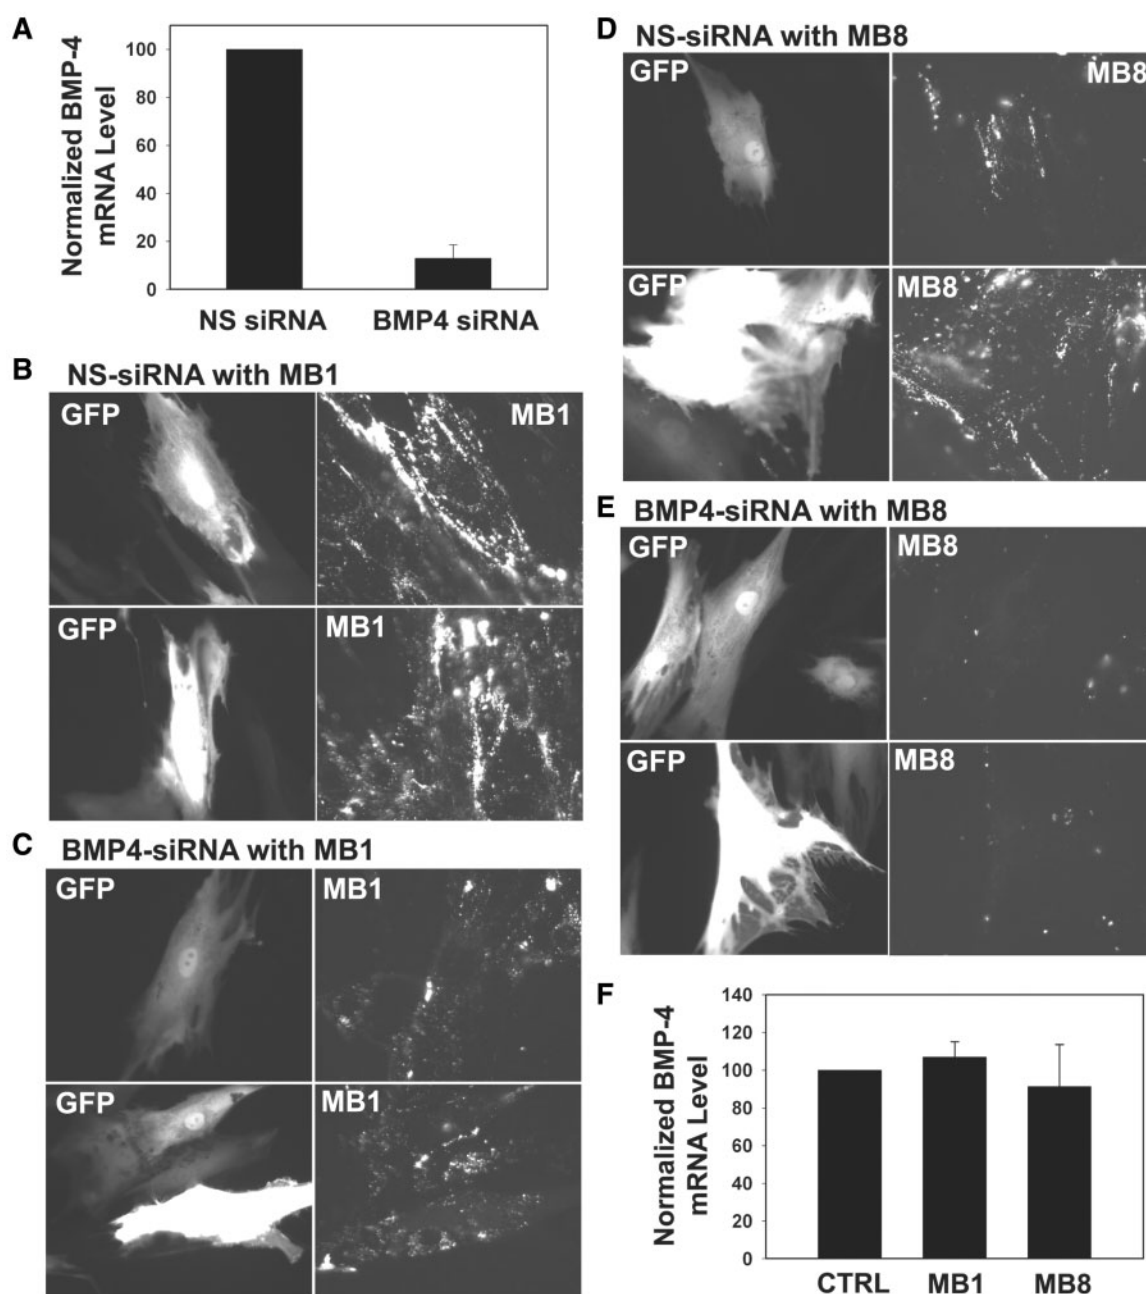 A
Normalized BMP-4
mRNA Level
100
80
60
40
20
0
NS siRNA
BMP4 siRNA
B
NS-siRNA with MB1
GFP
MB1
GFP
MB1
C
BMP4-siRNA with MB1
GFP
MB1
GFP
MB1
D
NS-siRNA with MB8
GFP
MB8
GFP
MB8
E
BMP4-siRNA with MB8
GFP
MB8
GFP
MB8
F
Normalized BMP-4
mRNA Level
140
120
100
80
60
40
20
0
CTRL
MB1
MB8